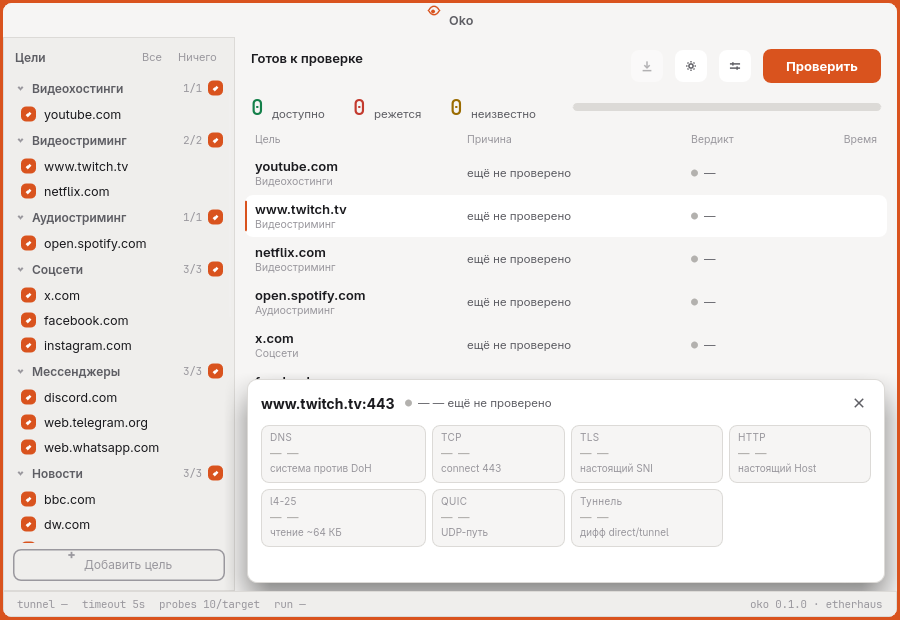 Oko
Цели Все Ничего
Видеохостинги 1/1
youtube.com
Видеостриминг 2/2
www.twitch.tv
netflix.com
Аудиостриминг 1/1
open.spotify.com
Соцсети 3/3
x.com
facebook.com
instagram.com
Мессенджеры 3/3
discord.com
web.telegram.org
web.whatsapp.com
Новости 3/3
bbc.com
dw.com
+ Добавить цель
Готов к проверке
Проверить
0 доступно 0 режется 0 неизвестно
Цель Причина Вердикт Время
youtube.com
Видеохостинги
ещё не проверено —
www.twitch.tv
Видеостриминг
ещё не проверено —
netflix.com
Видеостриминг
ещё не проверено —
open.spotify.com
Аудиостриминг
ещё не проверено —
x.com
Соцсети
ещё не проверено —
www.twitch.tv:443 — — ещё не проверено ✕
DNS
— —
система против DoH
TCP
— —
connect 443
TLS
— —
настоящий SNI
HTTP
— —
настоящий Host
l4-25
— —
чтение ~64 КБ
QUIC
— —
UDP-путь
Туннель
— —
дифф direct/tunnel
tunnel — timeout 5s probes 10/target run —
oko 0.1.0 · etherhaus